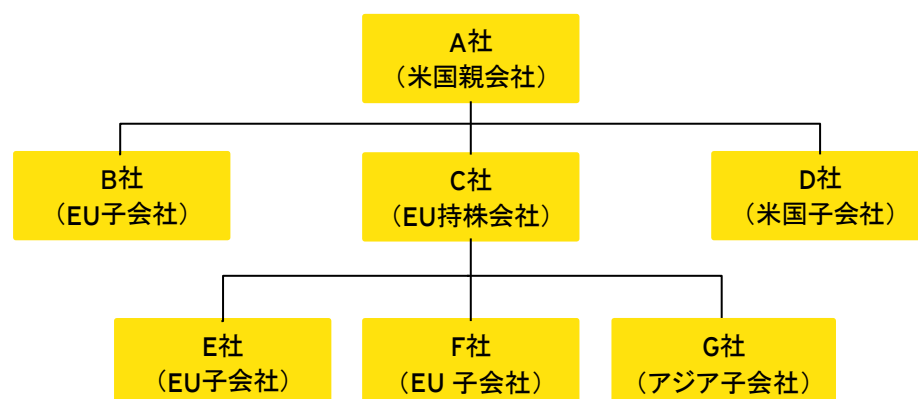 A社
（米国親会社）
B社
（EU子会社）
C社
（EU持株会社）
D社
（米国子会社）
E社
（EU子会社）
F社
（EU 子会社）
G社
（アジア子会社）